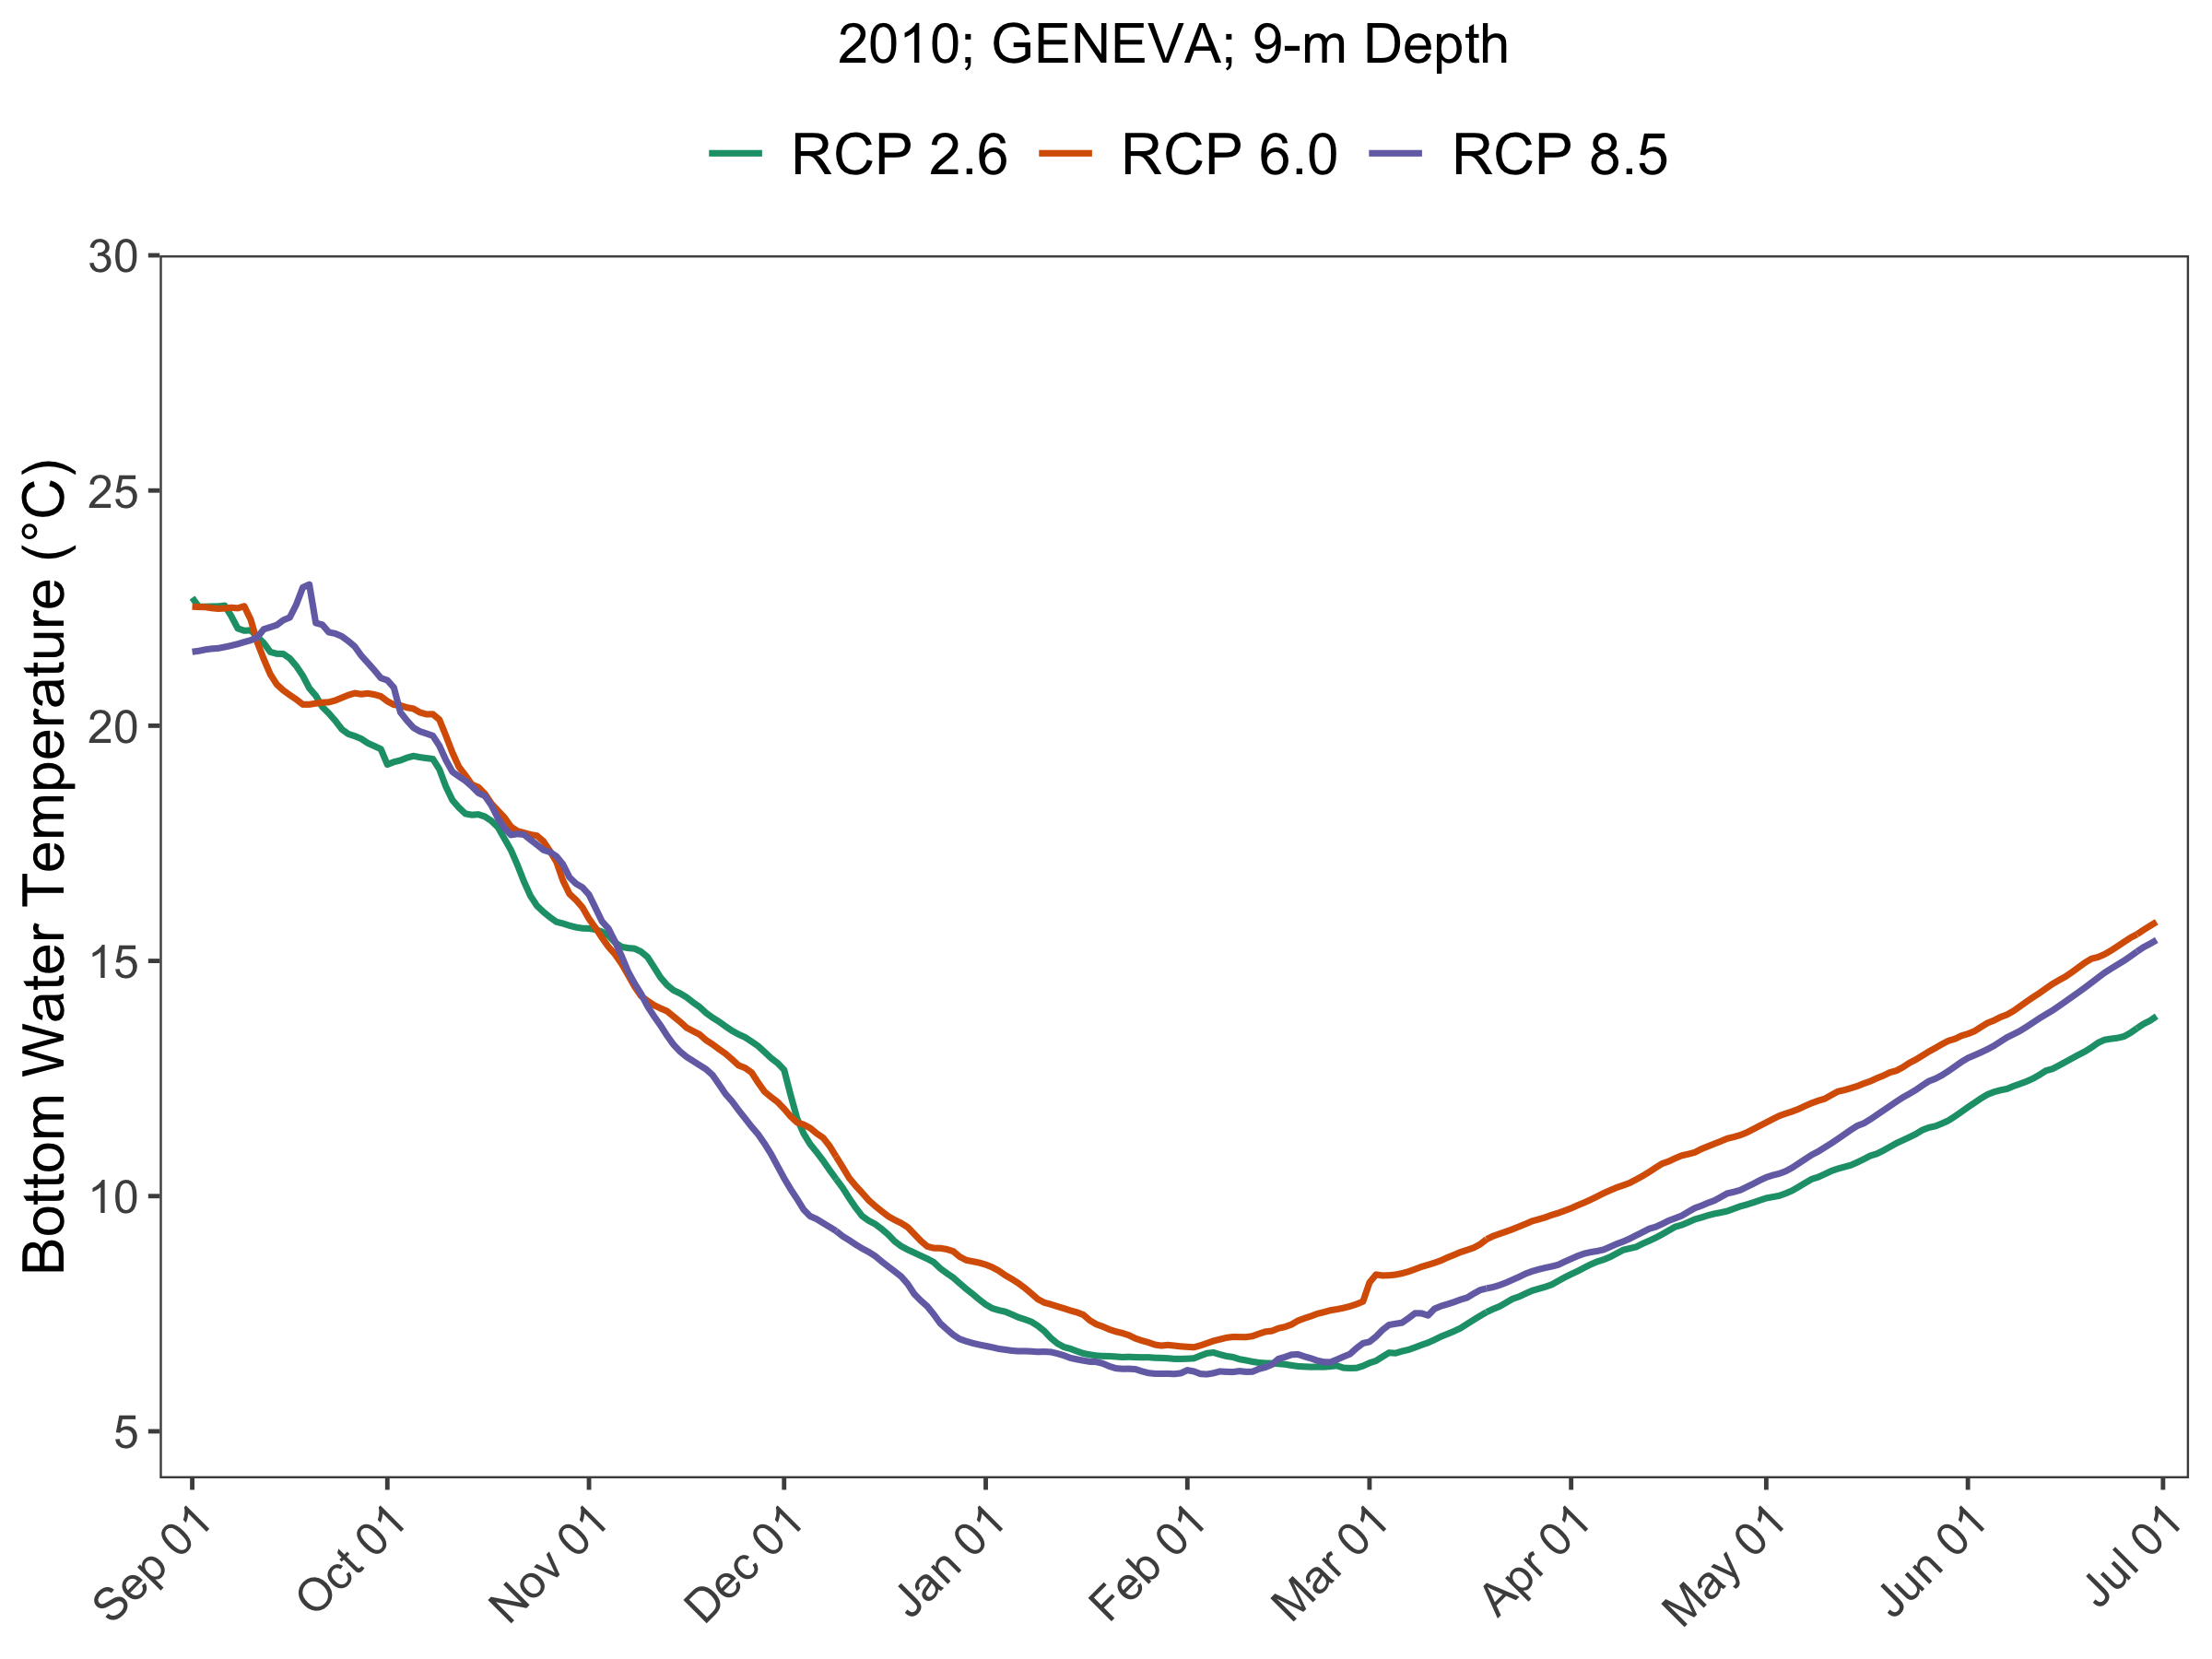 2010; GENEVA; 9-m Depth
RCP 2.6 RCP 6.0 RCP 8.5
Bottom Water Temperature (°C)
30
25
20
15
10
5
Sep 01 Oct 01 Nov 01 Dec 01 Jan 01 Feb 01 Mar 01 Apr 01 May 01 Jun 01 Jul 01